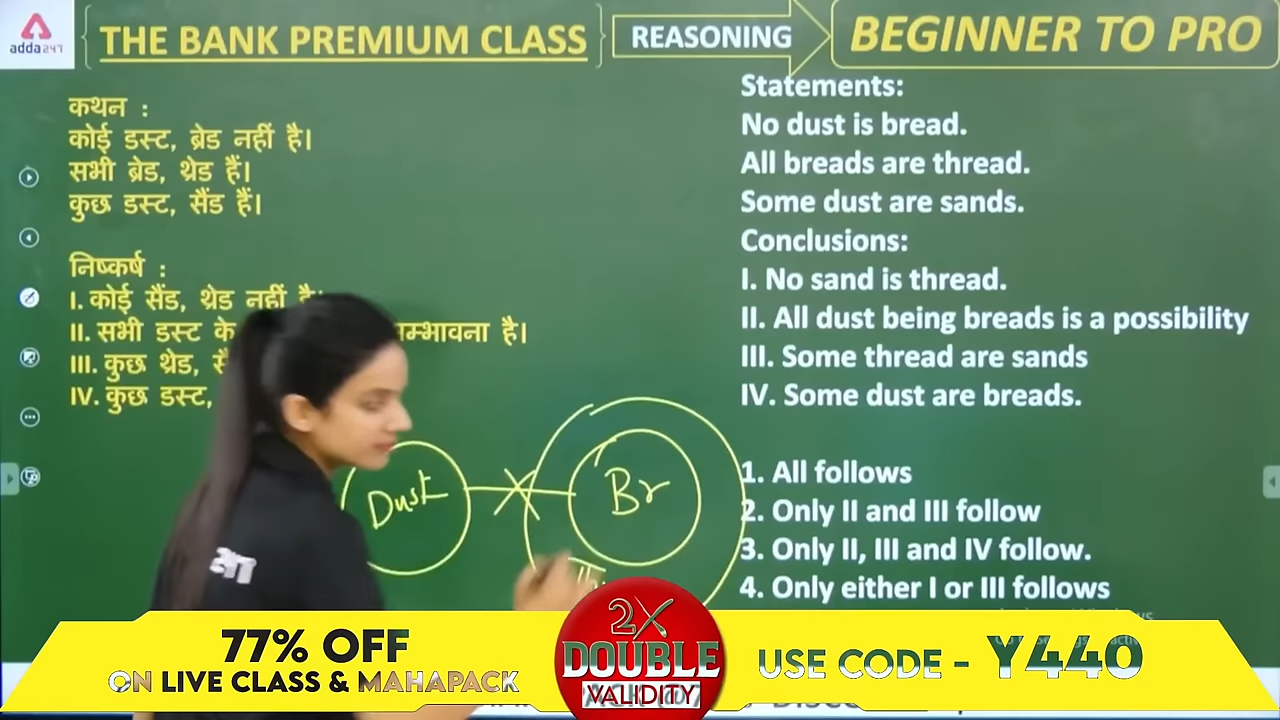 adda247
THE BANK PREMIUM CLASS
REASONING
BEGINNER TO PRO
कथन :
कोई डस्ट, ब्रेड नहीं है।
सभी ब्रेड, थ्रेड हैं।
कुछ डस्ट, सैंड हैं।
निष्कर्ष :
I. कोई सैंड, थ्रेड नहीं है।
II. सभी डस्ट के
म्भावना है।
III. कुछ थ्रेड,
IV. कुछ डस्ट,
Statements:
No dust is bread.
All breads are thread.
Some dust are sands.
Conclusions:
I. No sand is thread.
II. All dust being breads is a possibility
III. Some thread are sands
IV. Some dust are breads.
1. All follows
2. Only II and III follow
3. Only II, III and IV follow.
4. Only either I or III follows
Dust
Br
77% OFF
ON LIVE CLASS & MAHAPACK
2X
DOUBLE
VALIDITY
USE CODE - Y440